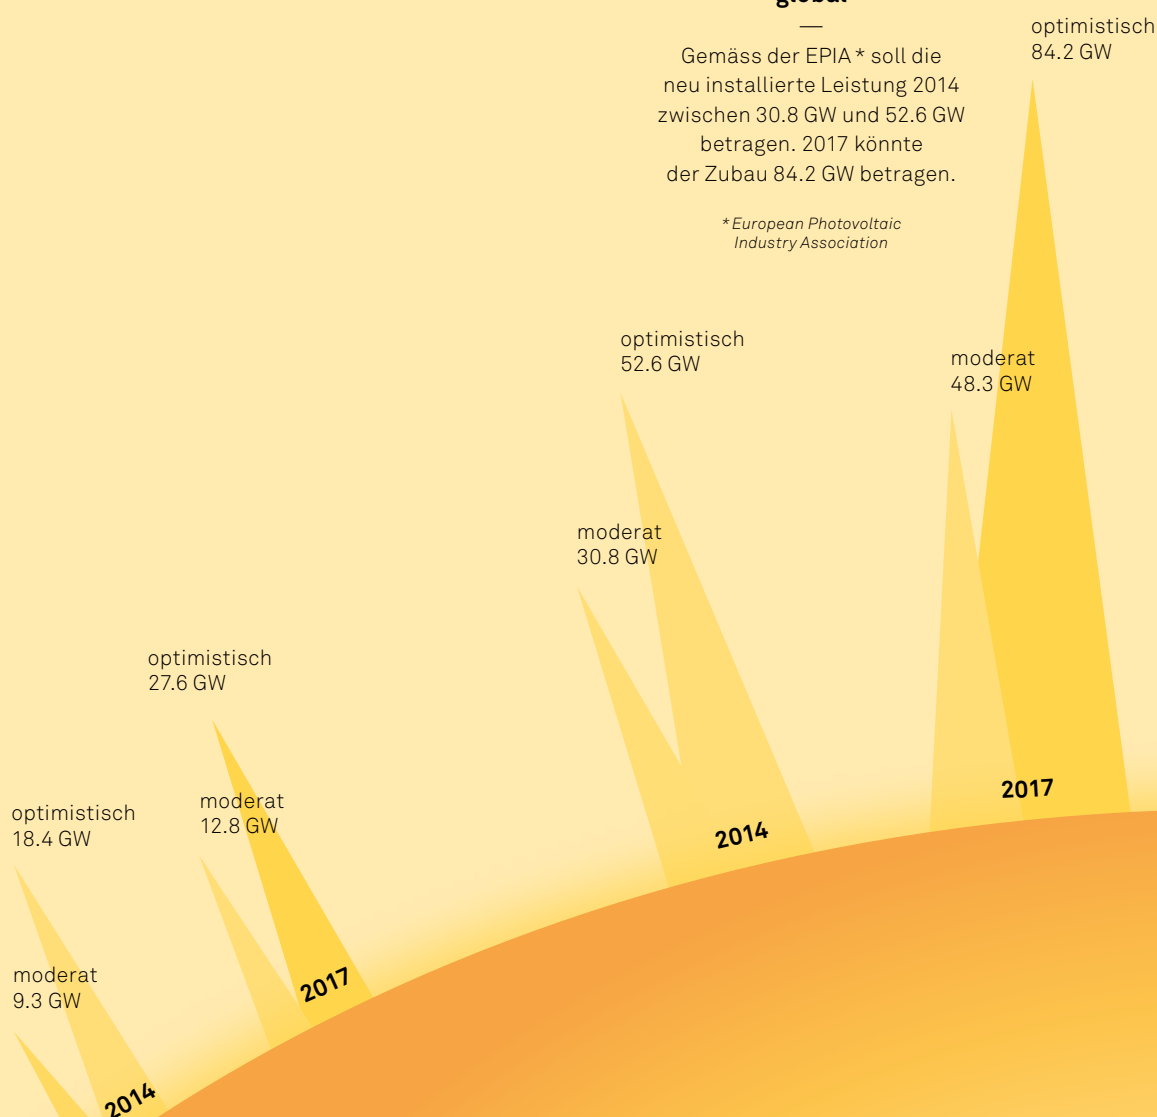 global
—
Gemäss der EPIA * soll die
neu installierte Leistung 2014
zwischen 30.8 GW und 52.6 GW
betragen. 2017 könnte
der Zubau 84.2 GW betragen.
* European Photovoltaic
Industry Association
optimistisch
84.2 GW
optimistisch
52.6 GW
moderat
48.3 GW
moderat
30.8 GW
optimistisch
27.6 GW
optimistisch
18.4 GW
moderat
12.8 GW
2017
2014
moderat
9.3 GW
2017
2014